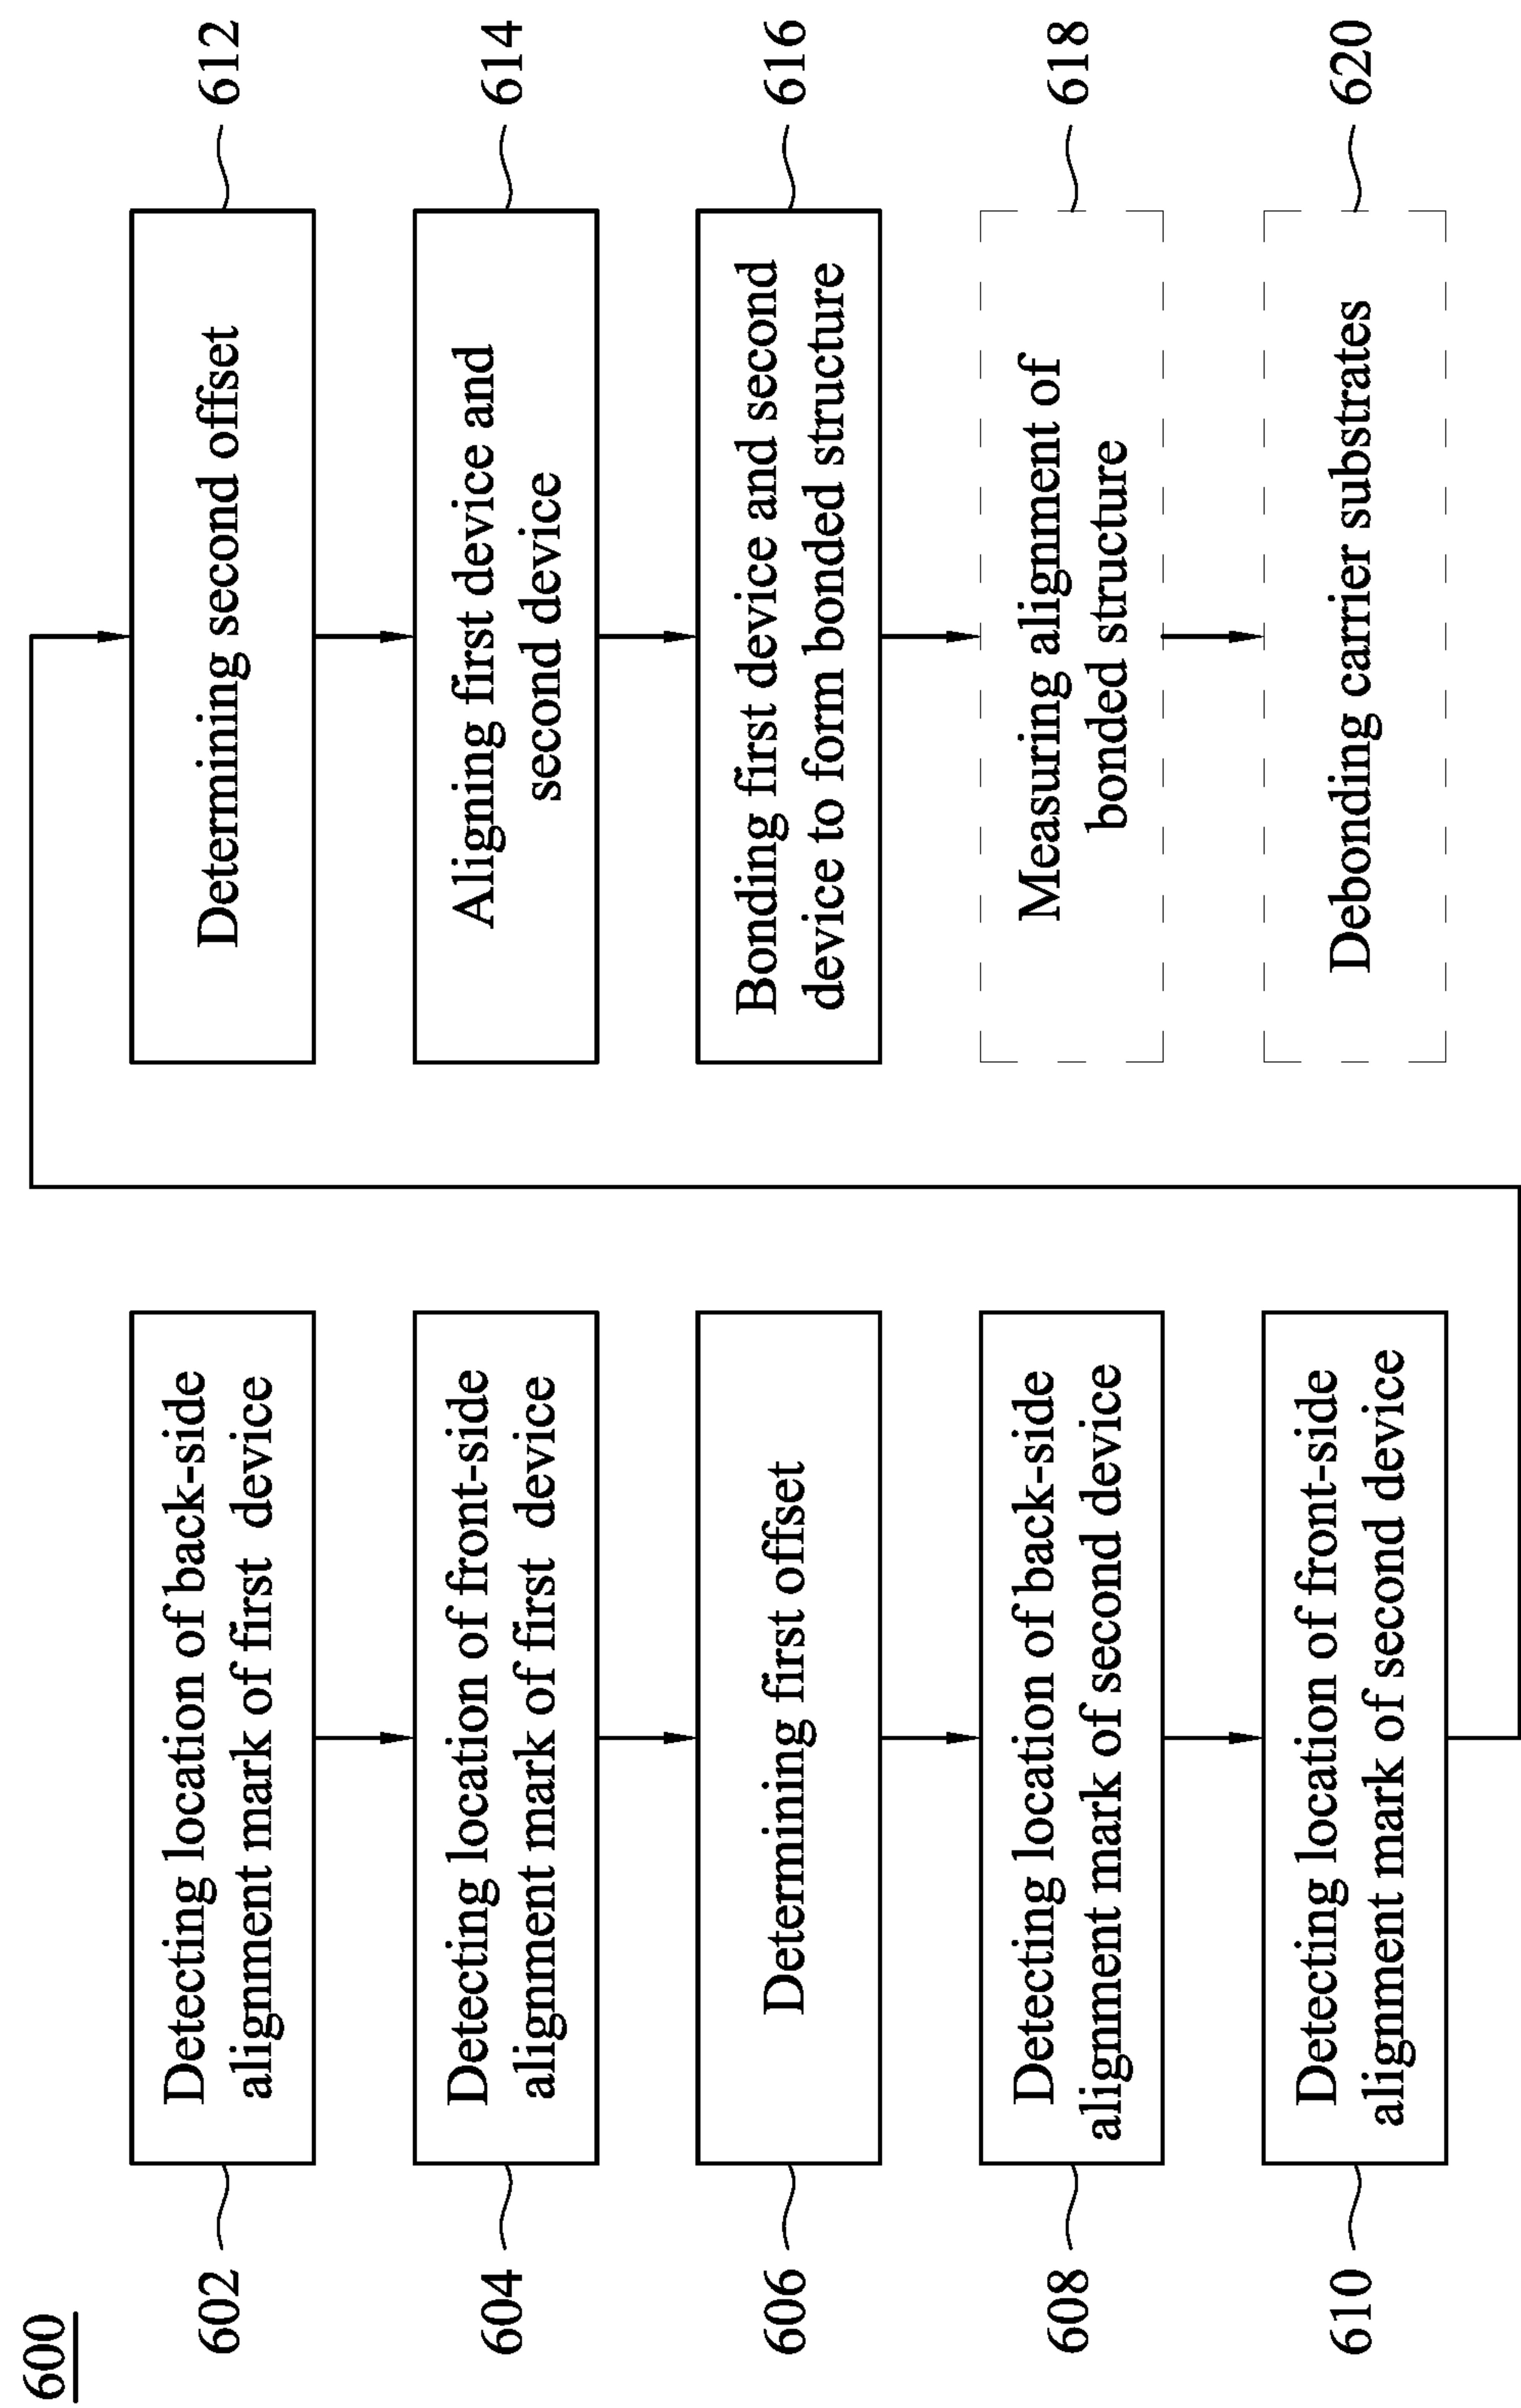 600
602
Detecting location of back-side
alignment mark of first device
604
Detecting location of front-side
alignment mark of first device
606
Determining first offset
608
Detecting location of back-side
alignment mark of second device
610
Detecting location of front-side
alignment mark of second device
Determining second offset
612
Aligning first device and
second device
614
Bonding first device and second
device to form bonded structure
616
Measuring alignment of
bonded structure
618
Debonding carrier substrates
620